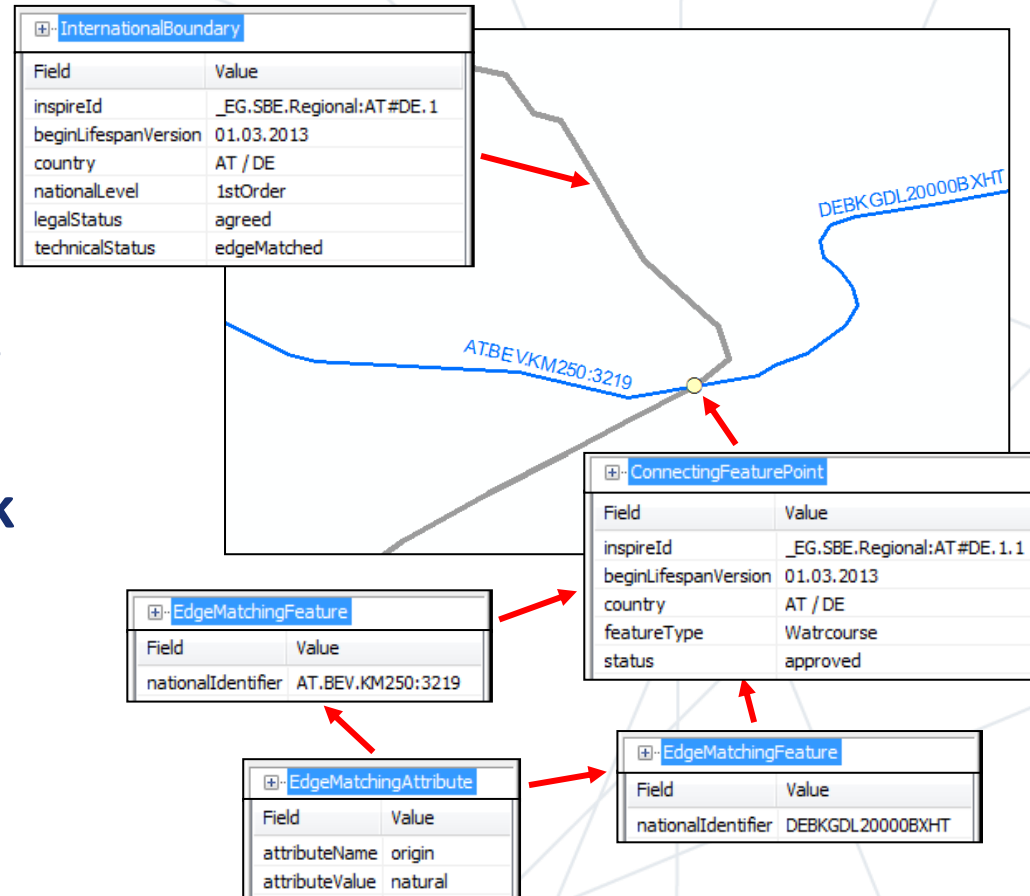 InternationalBoundary
Field Value
inspireId _EG.SBE.Regional:AT#DE.1
beginLifespanVersion 01.03.2013
country AT / DE
nationalLevel 1stOrder
legalStatus agreed
technicalStatus edgeMatched
DEBKGDL20000BXHT
AT.BEV.KM250:3219
k
ConnectingFeaturePoint
Field Value
inspireId _EG.SBE.Regional:AT#DE.1.1
beginLifespanVersion 01.03.2013
country AT / DE
featureType Watrcourse
status approved
EdgeMatchingFeature
Field Value
nationalIdentifier AT.BEV.KM250:3219
EdgeMatchingFeature
Field Value
nationalIdentifier DEBKGDL20000BXHT
EdgeMatchingAttribute
Field Value
attributeName origin
attributeValue natural